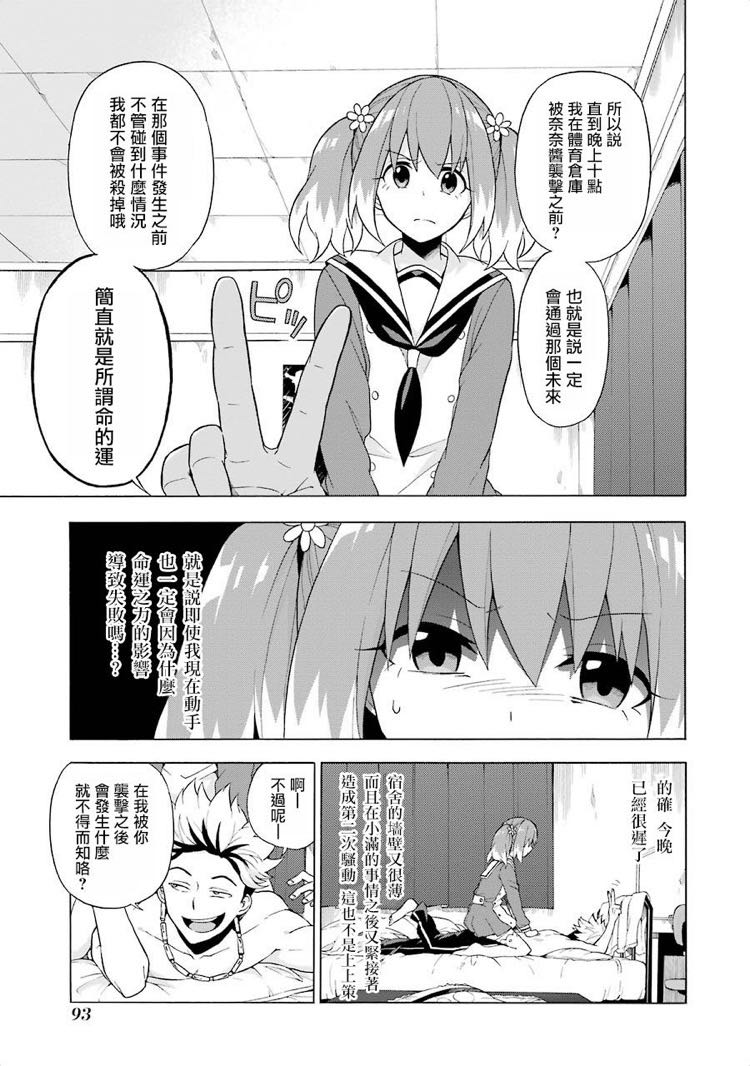 所以說
直到晚上十點
我在體育倉庫
被奈奈醬襲擊之前?
也就是說一定
會通過那個未來
在那個事件發生之前
不管碰到什麼情況
我都不會被殺掉哦
ピッ
簡直就是所謂命的運
就是說即使我現在動手
也一定會因為什麼
命運之力的影響
導致失敗嗎…?
的確 今晚
已經很遲了
宿舍的墙壁又很薄
而且在小滿的事情之後又緊接著
造成第二次騷動 這也不是上上策
啊ー
不過呢ー
在我被你
襲擊之後
會發生什麼
就不得而知咯?
93